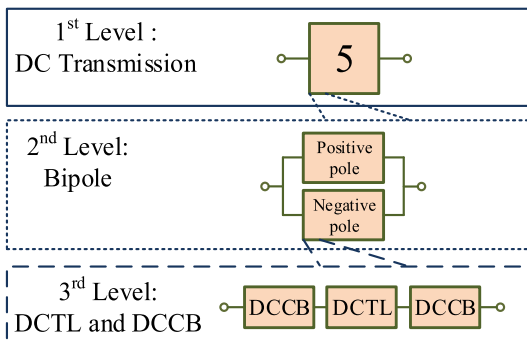 1st Level :
DC Transmission
5
2nd Level:
Bipole
Positive
pole
Negative
pole
3rd Level:
DCTL and DCCB
DCCB DCTL DCCB